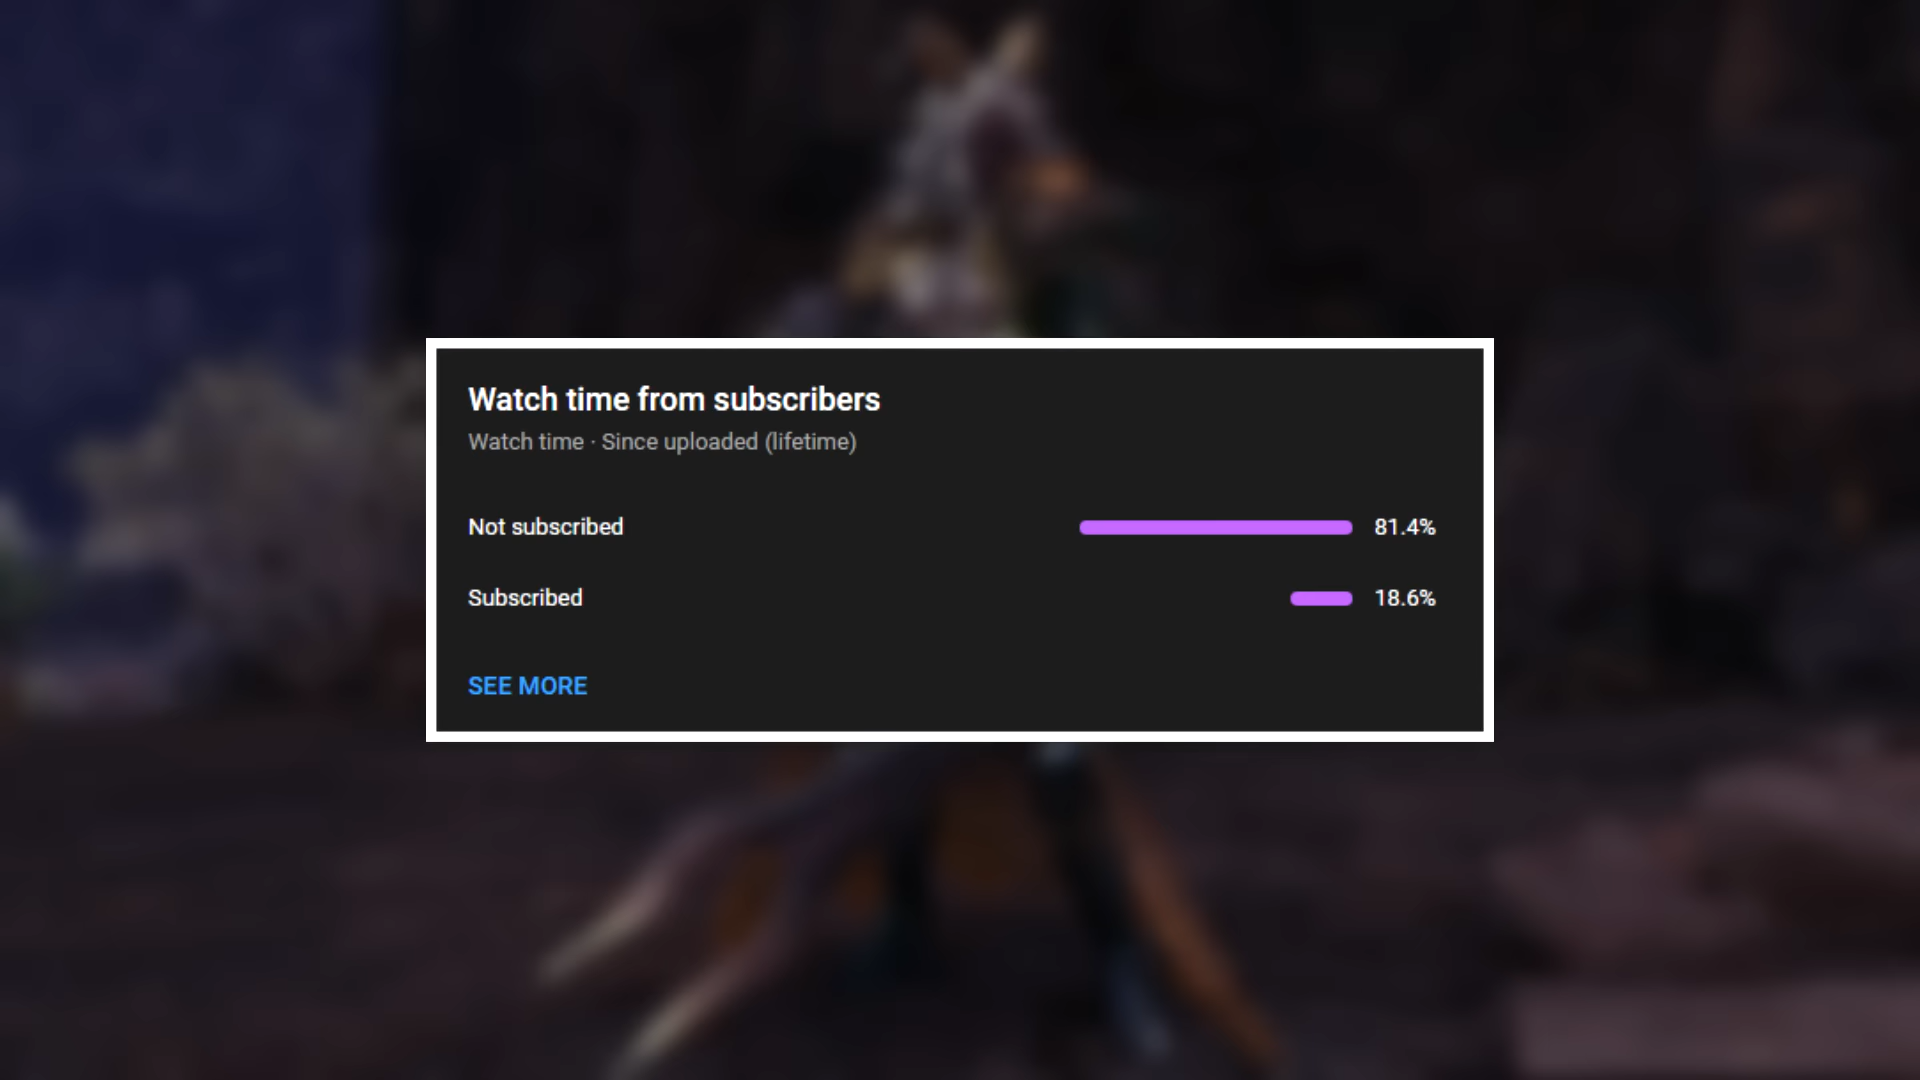 Watch time from subscribers
Watch time · Since uploaded (lifetime)
Not subscribed 81.4%
Subscribed 18.6%
SEE MORE